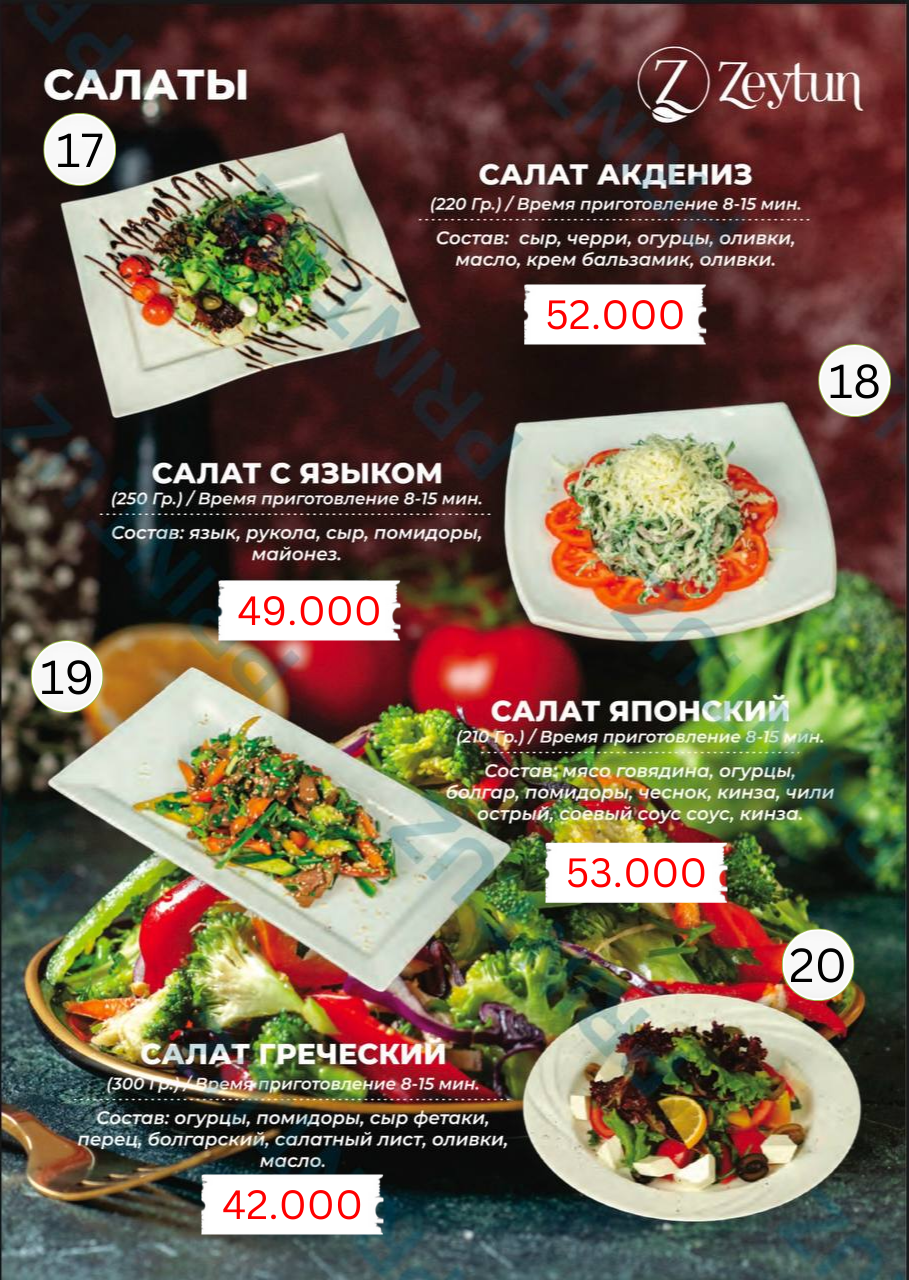 САЛАТЫ
Zeytun
17
САЛАТ АКДЕНИЗ
(220 Гр.) / Время приготовление 8-15 мин.
Состав: сыр, черри, огурцы, оливки,
масло, крем бальзамик, оливки.
52.000
18
САЛАТ С ЯЗЫКОМ
(250 Гр.) / Время приготовление 8-15 мин.
Состав: язык, рукола, сыр, помидоры,
майонез.
49.000
19
САЛАТ ЯПОНСКИЙ
(210 Гр.) / Время приготовление 8-15 мин.
Состав: мясо говядина, огурцы,
болгар, помидоры, чеснок, кинза, чили
острый, соевый соус соус, кинза.
53.000
20
САЛАТ ГРЕЧЕСКИЙ
(300 Гр.) / Время приготовление 8-15 мин.
Состав: огурцы, помидоры, сыр фетаки,
перец, болгарский, салатный лист, оливки,
масло.
42.000